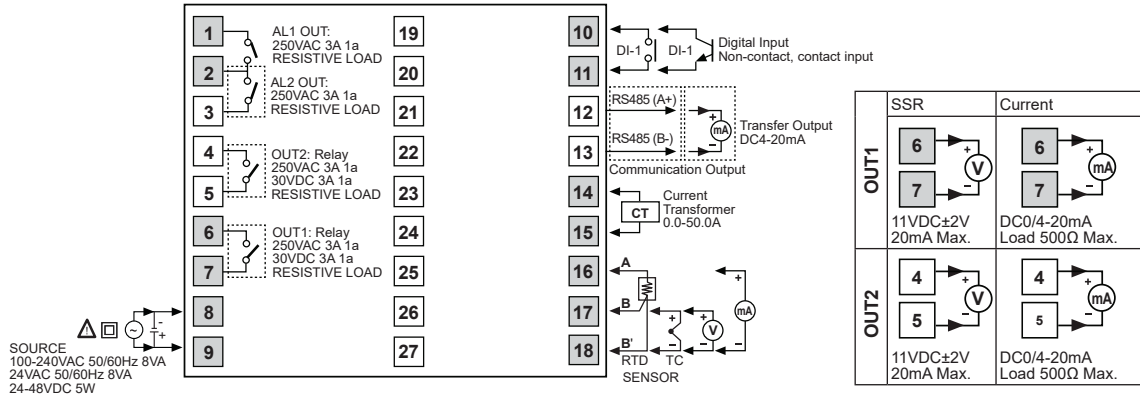 1
2
3
4
5
6
7
8
9
AL1 OUT:
250VAC 3A 1a
RESISTIVE LOAD
AL2 OUT:
250VAC 3A 1a
RESISTIVE LOAD
OUT2: Relay
250VAC 3A 1a
30VDC 3A 1a
RESISTIVE LOAD
OUT1: Relay
250VAC 3A 1a
30VDC 3A 1a
RESISTIVE LOAD
~
- +
SOURCE
100-240VAC 50/60Hz 8VA
24VAC 50/60Hz 8VA
24-48VDC 5W
19
20
21
22
23
24
25
26
27
10
11
12
13
14
15
16
17
18
DI-1
DI-1
Digital Input
Non-contact, contact input
RS485 (A+)
RS485 (B-)
Communication Output
+
mA
−
Transfer Output
DC4-20mA
CT
Current
Transformer
0.0-50.0A
A
B
B'
RTD
+
−
TC
+
V
−
+
mA
−
SENSOR
SSR
Current
OUT1
6
7
+
V
−
11VDC±2V
20mA Max.
6
7
+
mA
−
DC0/4-20mA
Load 500Ω Max.
OUT2
4
5
+
V
−
11VDC±2V
20mA Max.
4
5
+
mA
−
DC0/4-20mA
Load 500Ω Max.